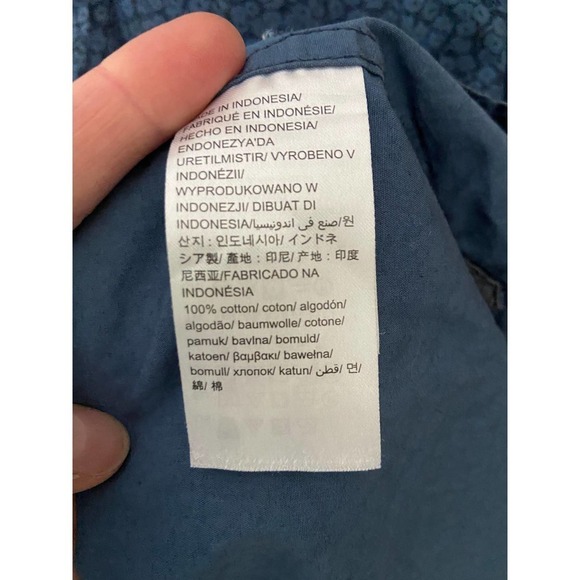 MADE IN INDONESIA/
FABRIQUÉ EN INDONÉSIE/
HECHO EN INDONESIA/
ENDONEZYA'DA
URETILMISTIR/ VYROBENO V
INDONÉZII/
WYPRODUKOWANO W
INDONEZJI/ DIBUAT DI
INDONESIA/صنع في اندونيسيا/원
산지 : 인도네시아/ インドネ
シア製/ 產地：印尼/ 产地：印度
尼西亚/FABRICADO NA
INDONÉSIA
100% cotton/ coton/ algodón/
algodão/ baumwolle/ cotone/
pamuk/ bavlna/ bomuld/
katoen/ βαμβακι/ bawełna/
bomull/ хлопок/ katun/ قطن/ 면/
綿/ 棉